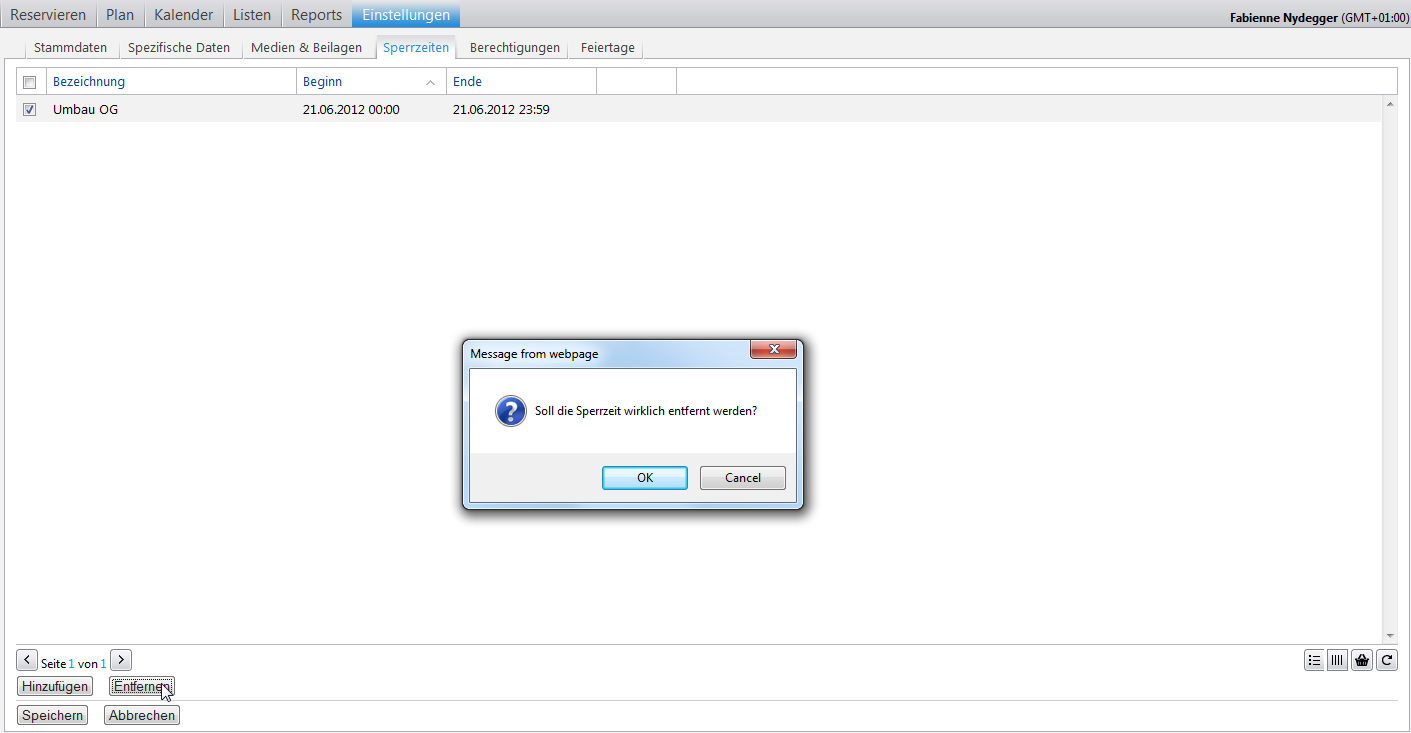 Reservieren Plan Kalender Listen Reports Einstellungen Fabienne Nydegger (GMT+01:00)
Stammdaten Spezifische Daten Medien & Beilagen Sperrzeiten Berechtigungen Feiertage
Bezeichnung Beginn Ende
Umbau OG 21.06.2012 00:00 21.06.2012 23:59
Message from webpage
Soll die Sperrzeit wirklich entfernt werden?
OK Cancel
Seite 1 von 1
Hinzufügen Entfernen
Speichern Abbrechen